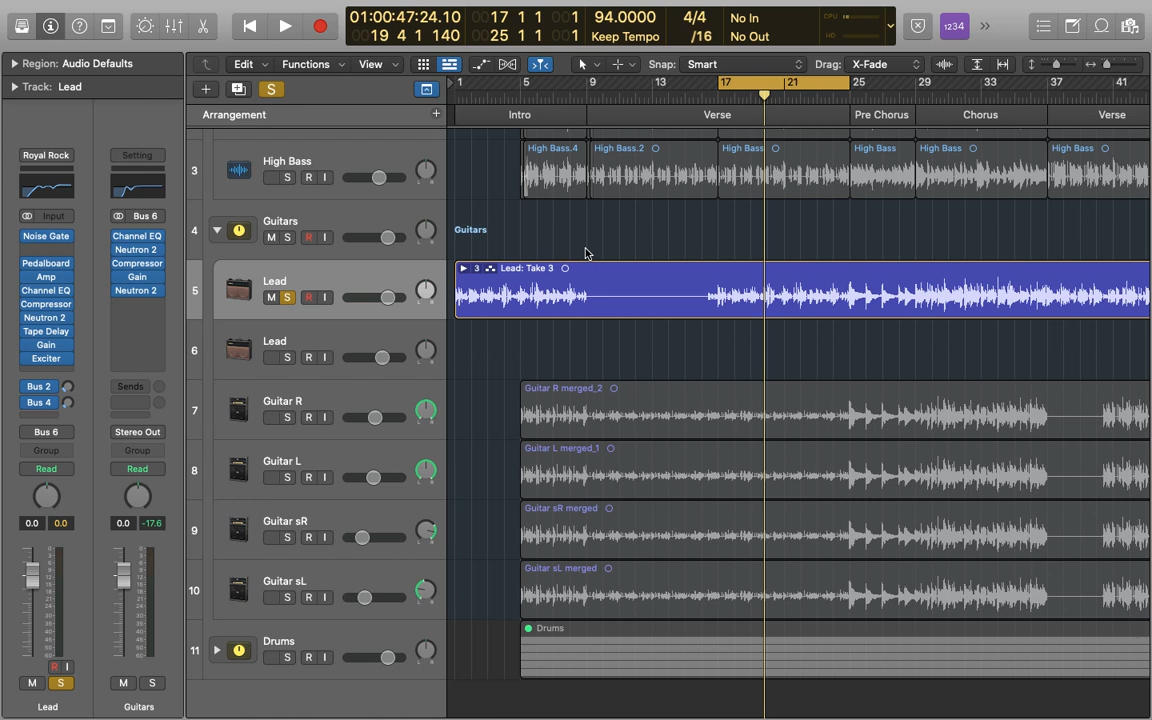 01:00:47:24.10 0017 1 1 001 94.0000 4/4 No In CPU
0019 4 1 140 0025 1 1 001 Keep Tempo /16 No Out HD
1234
Region: Audio Defaults
Track: Lead
Edit Functions View Snap: Smart Drag: X-Fade
S
1 5 9 13 17 21 25 29 33 37 41
Arrangement Intro Verse Pre Chorus Chorus Verse
Royal Rock Setting
Input Bus 6
Noise Gate Channel EQ
Neutron 2
Pedalboard Compressor
Amp Gain
Channel EQ Neutron 2
Compressor
Neutron 2
Tape Delay
Gain
Exciter
Bus 2 Sends
Bus 4
Bus 6 Stereo Out
Group Group
Read Read
0.0 0.0 0.0 -17.6
R I
M S M S
Lead Guitars
3 High Bass
S R I
High Bass.4 High Bass.2 High Bass High Bass High Bass High Bass
4 Guitars
M S R I
Guitars
5 Lead
M S R I
3 Lead: Take 3
6 Lead
S R I
7 Guitar R
S R I
Guitar R merged_2
8 Guitar L
S R I
Guitar L merged_1
9 Guitar sR
S R I
Guitar sR merged
10 Guitar sL
S R I
Guitar sL merged
11 Drums
S R I
Drums